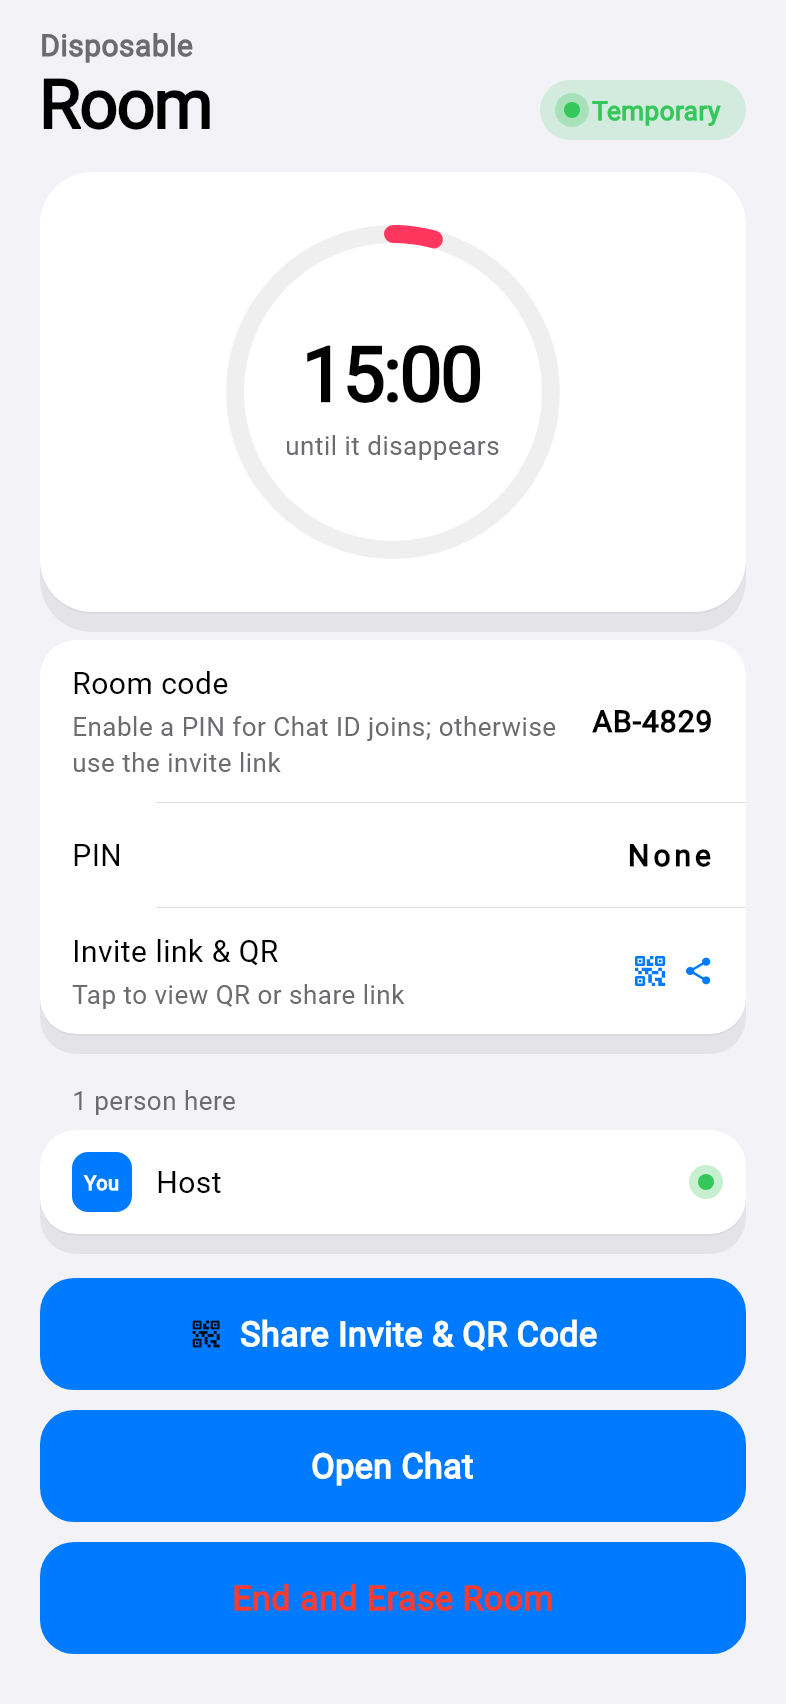 Disposable
Room
Temporary
15:00
until it disappears
Room code
Enable a PIN for Chat ID joins; otherwise
use the invite link
AB-4829
PIN
None
Invite link & QR
Tap to view QR or share link
1 person here
You
Host
Share Invite & QR Code
Open Chat
End and Erase Room